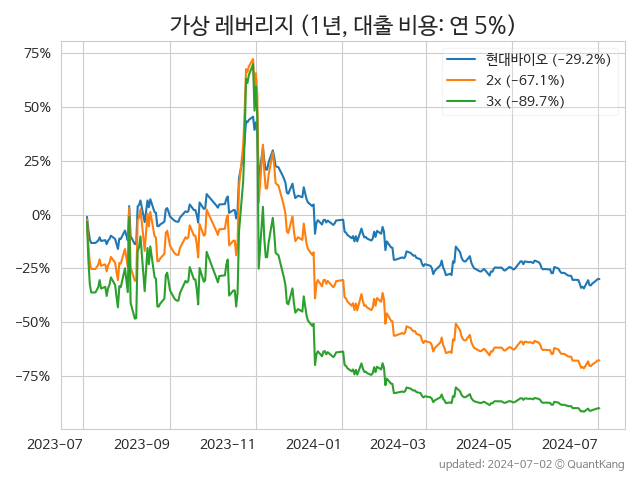 가상 레버리지 (1년, 대출 비용: 연 5%)
현대바이오 (−29.2%)
2x (−67.1%)
3x (−89.7%)
75%
50%
25%
0%
−25%
−50%
−75%
2023-07 2023-09 2023-11 2024-01 2024-03 2024-05 2024-07
updated: 2024-07-02 © QuantKang